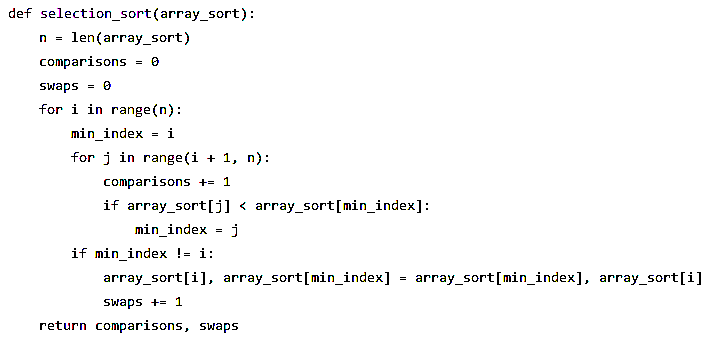 def selection_sort(array_sort):
    n = len(array_sort)
    comparisons = 0
    swaps = 0
    for i in range(n):
        min_index = i
        for j in range(i + 1, n):
            comparisons += 1
            if array_sort[j] < array_sort[min_index]:
                min_index = j
        if min_index != i:
            array_sort[i], array_sort[min_index] = array_sort[min_index], array_sort[i]
            swaps += 1
    return comparisons, swaps